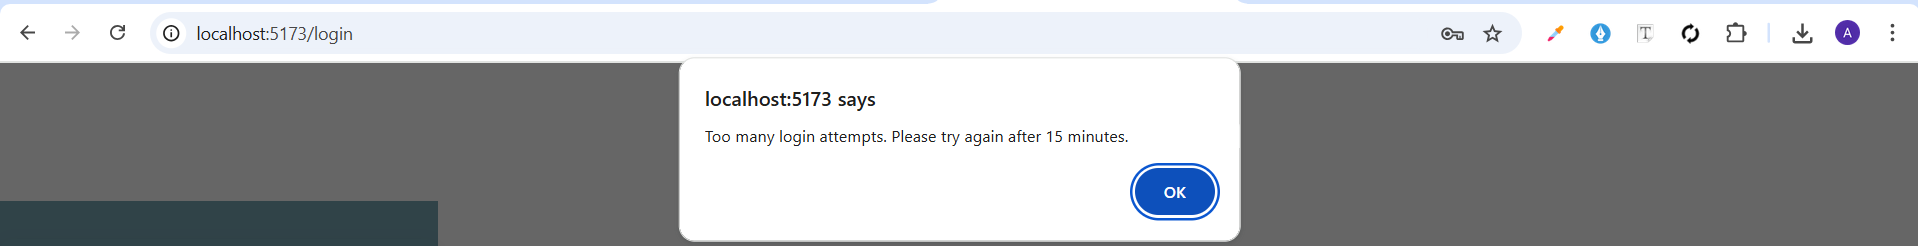 localhost:5173/login
T
A
localhost:5173 says
Too many login attempts. Please try again after 15 minutes.
OK